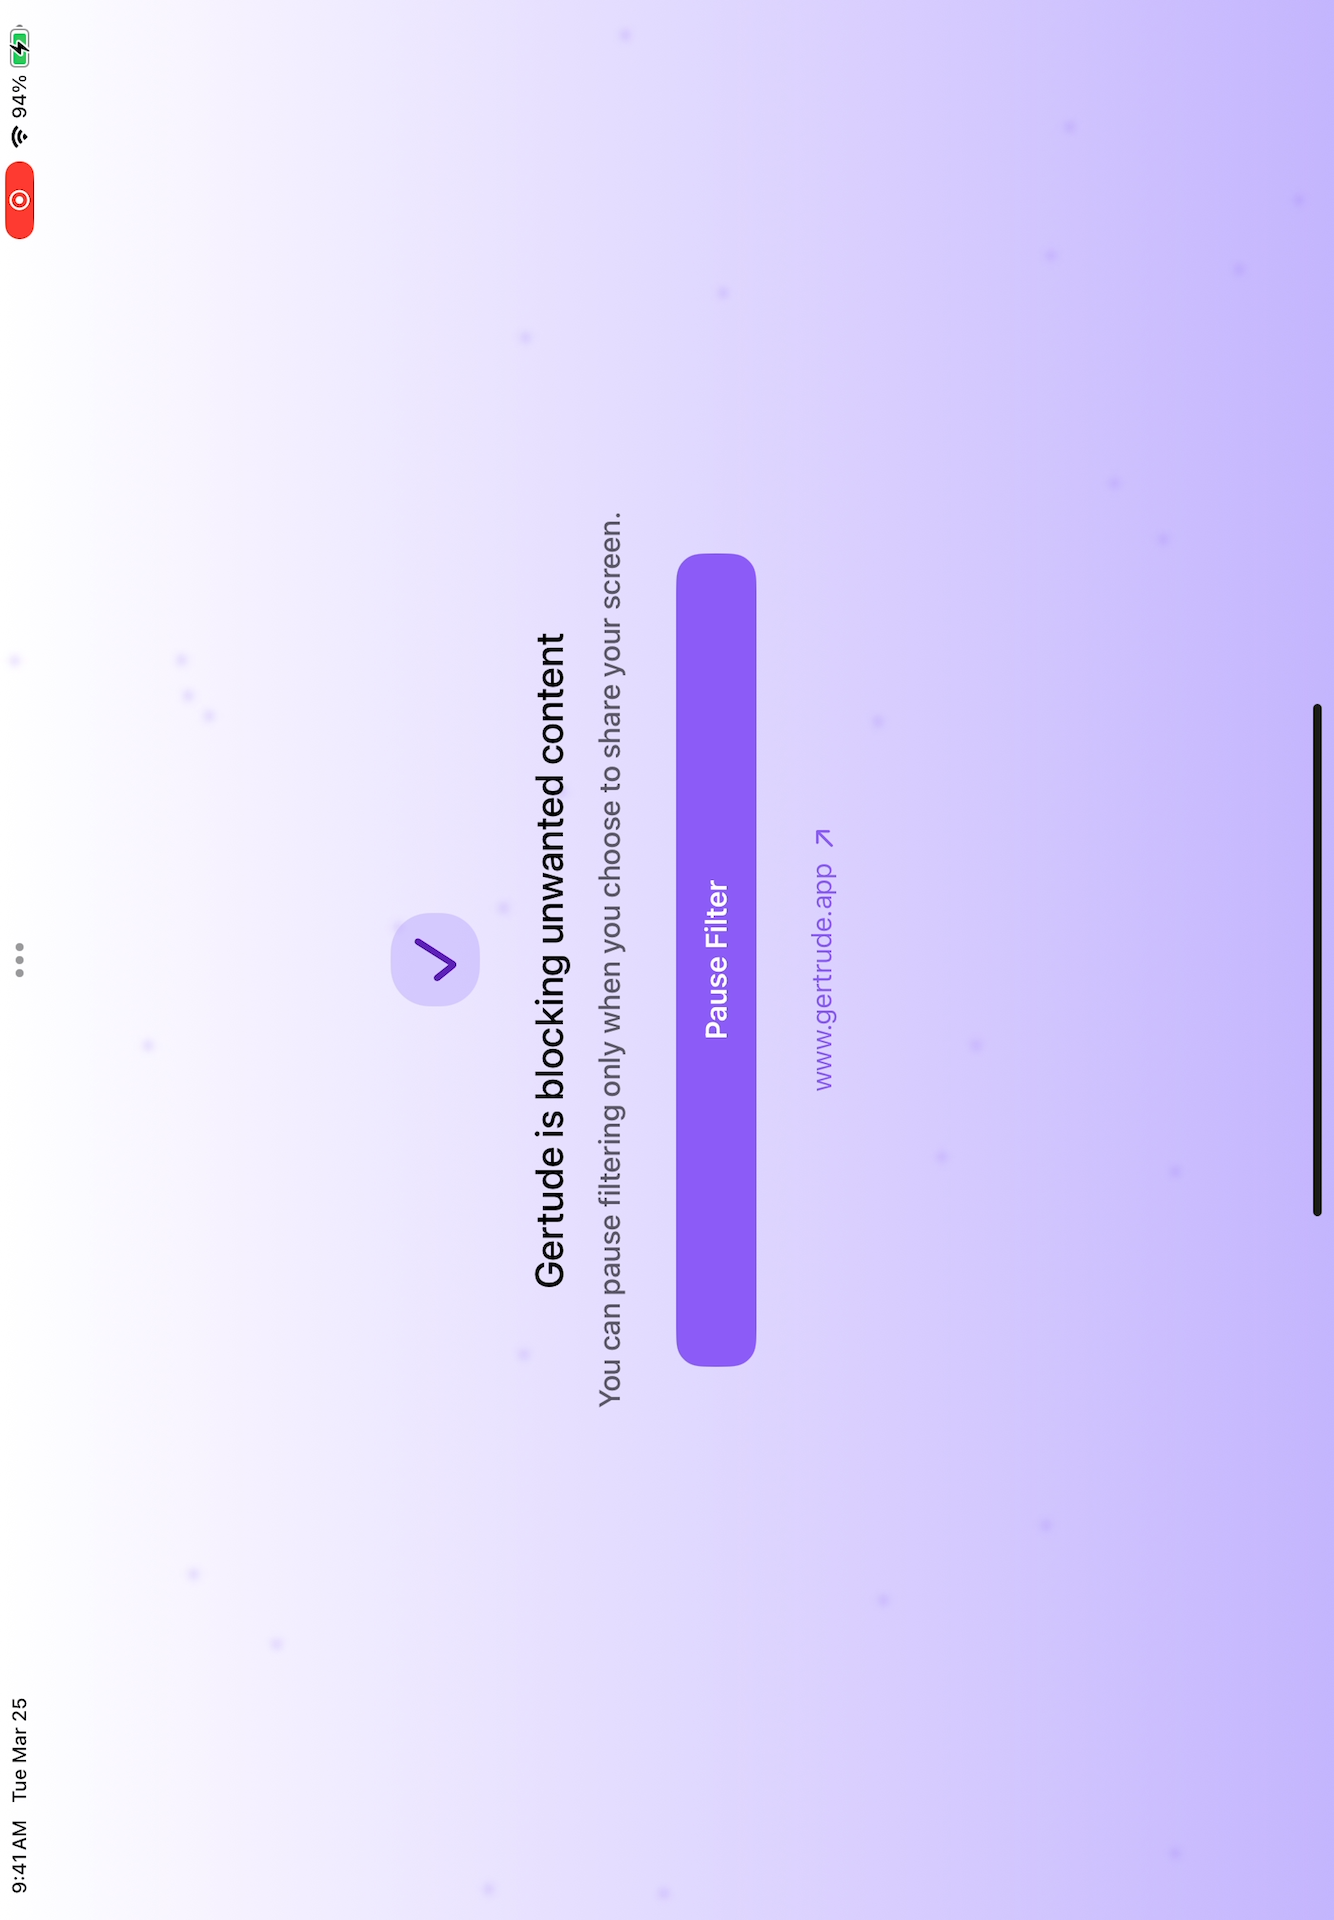 9:41 AM Tue Mar 25
94%
Gertrude is blocking unwanted content
You can pause filtering only when you choose to share your screen.
Pause Filter
www.gertrude.app